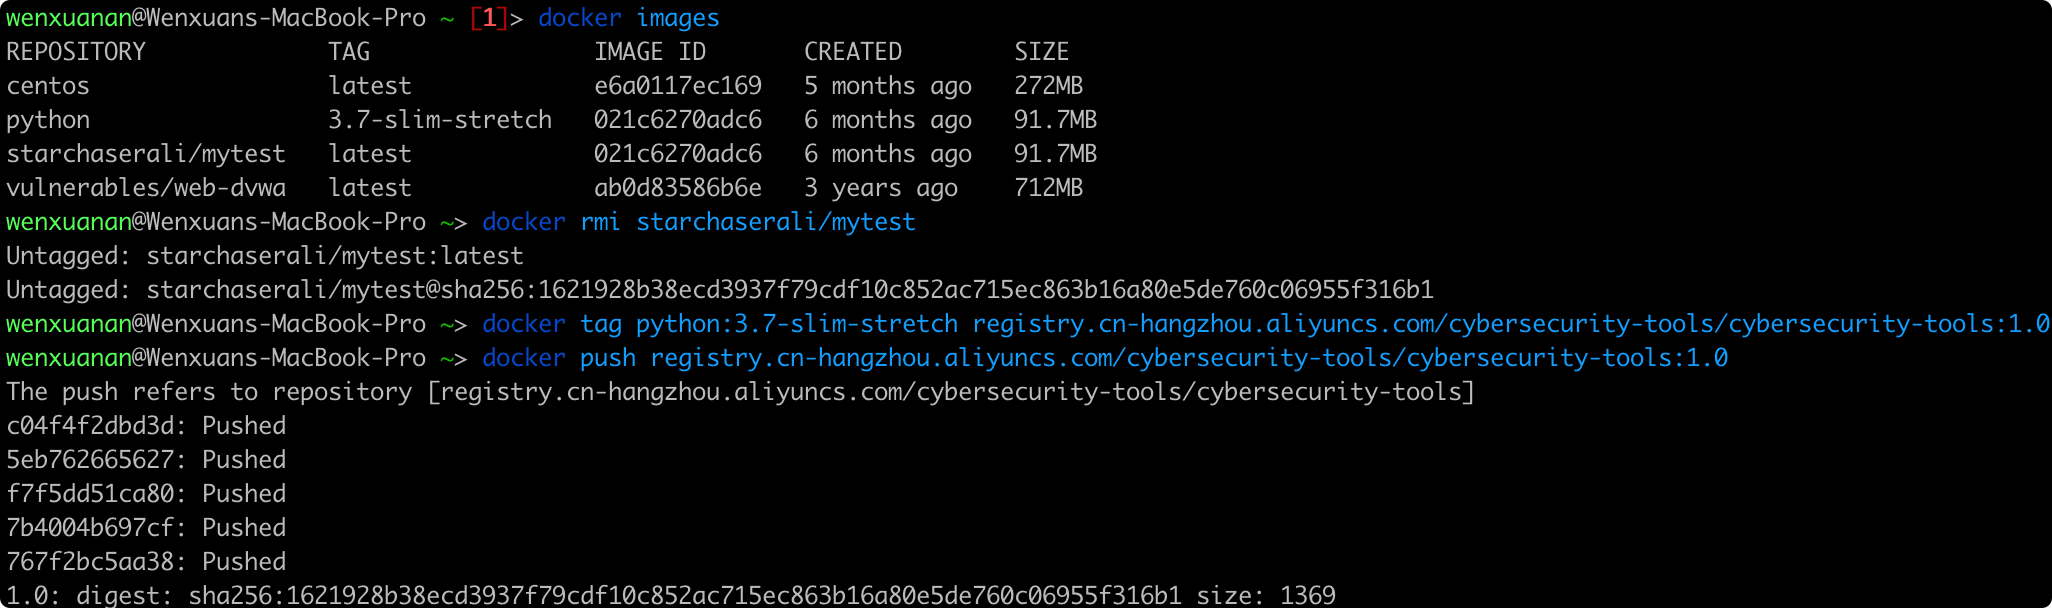 wenxuanan@Wenxuans-MacBook-Pro ~ [1]> docker images
REPOSITORY             TAG                IMAGE ID       CREATED        SIZE
centos                 latest             e6a0117ec169   5 months ago   272MB
python                 3.7-slim-stretch   021c6270adc6   6 months ago   91.7MB
starchaserali/mytest   latest             021c6270adc6   6 months ago   91.7MB
vulnerables/web-dvwa   latest             ab0d83586b6e   3 years ago    712MB
wenxuanan@Wenxuans-MacBook-Pro ~> docker rmi starchaserali/mytest
Untagged: starchaserali/mytest:latest
Untagged: starchaserali/mytest@sha256:1621928b38ecd3937f79cdf10c852ac715ec863b16a80e5de760c06955f316b1
wenxuanan@Wenxuans-MacBook-Pro ~> docker tag python:3.7-slim-stretch registry.cn-hangzhou.aliyuncs.com/cybersecurity-tools/cybersecurity-tools:1.0
wenxuanan@Wenxuans-MacBook-Pro ~> docker push registry.cn-hangzhou.aliyuncs.com/cybersecurity-tools/cybersecurity-tools:1.0
The push refers to repository [registry.cn-hangzhou.aliyuncs.com/cybersecurity-tools/cybersecurity-tools]
c04f4f2dbd3d: Pushed
5eb762665627: Pushed
f7f5dd51ca80: Pushed
7b4004b697cf: Pushed
767f2bc5aa38: Pushed
1.0: digest: sha256:1621928b38ecd3937f79cdf10c852ac715ec863b16a80e5de760c06955f316b1 size: 1369